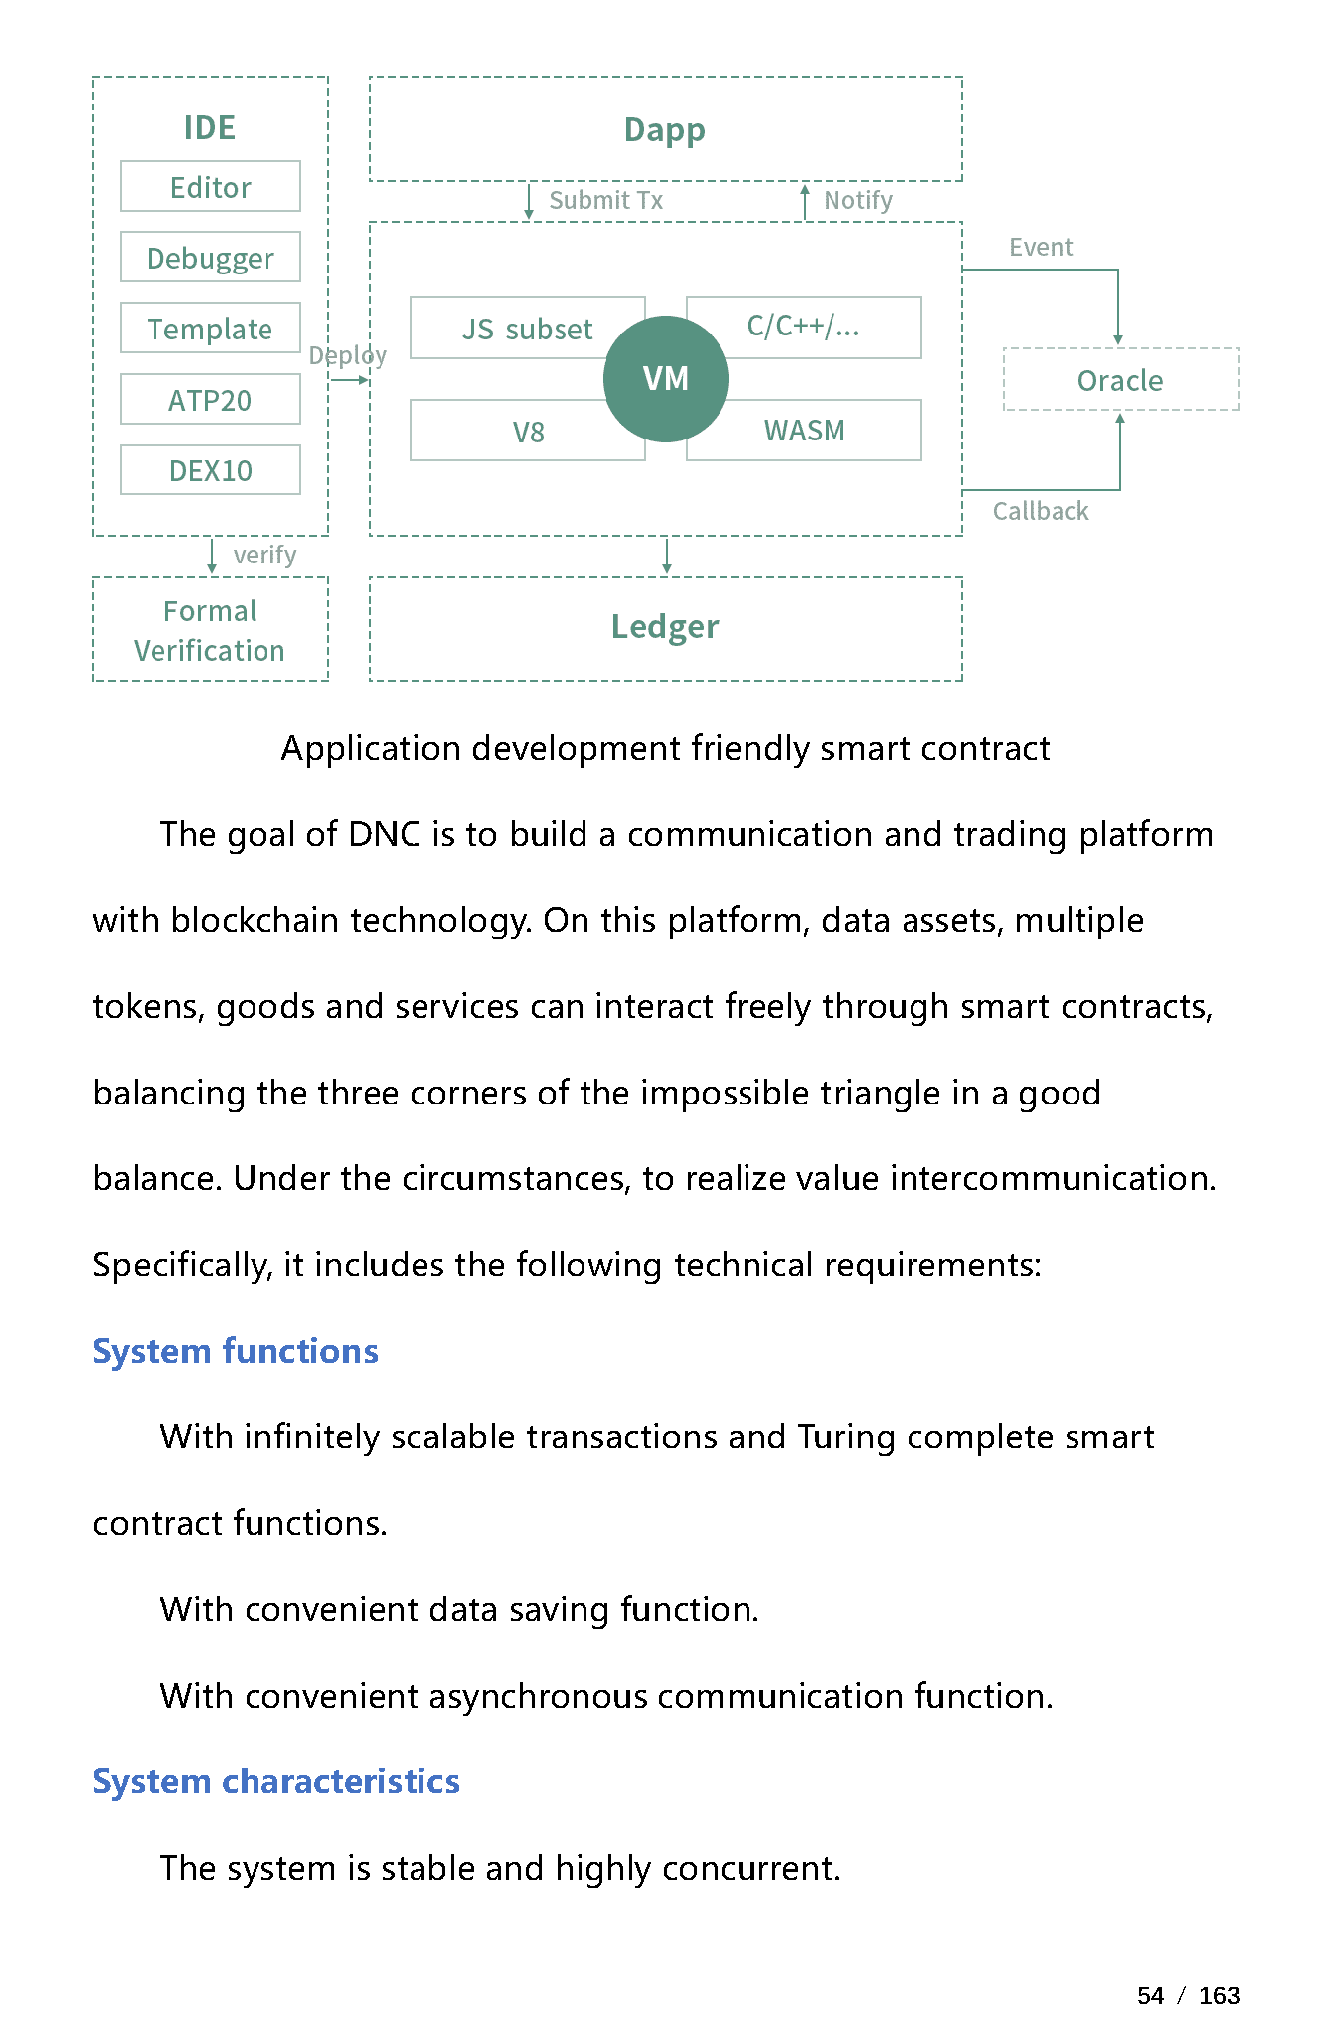 IDE
Editor
Debugger
Template
ATP20
DEX10
Deploy
verify
Formal
Verification
Dapp
Submit Tx
Notify
JS subset
C/C++/...
VM
V8
WASM
Event
Oracle
Callback
Ledger
Application development friendly smart contract
The goal of DNC is to build a communication and trading platform
with blockchain technology. On this platform, data assets, multiple
tokens, goods and services can interact freely through smart contracts,
balancing the three corners of the impossible triangle in a good
balance. Under the circumstances, to realize value intercommunication.
Specifically, it includes the following technical requirements:
System functions
With infinitely scalable transactions and Turing complete smart
contract functions.
With convenient data saving function.
With convenient asynchronous communication function.
System characteristics
The system is stable and highly concurrent.
54 / 163